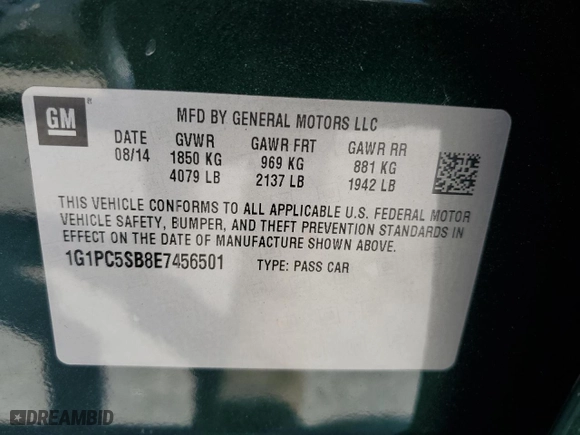 GM
®
MFD BY GENERAL MOTORS LLC
DATE GVWR GAWR FRT GAWR RR
08/14 1850 KG 969 KG 881 KG
4079 LB 2137 LB 1942 LB
THIS VEHICLE CONFORMS TO ALL APPLICABLE U.S. FEDERAL MOTOR
VEHICLE SAFETY, BUMPER, AND THEFT PREVENTION STANDARDS IN
EFFECT ON THE DATE OF MANUFACTURE SHOWN ABOVE.
1G1PC5SB8E7456501 TYPE: PASS CAR
DREAMBID